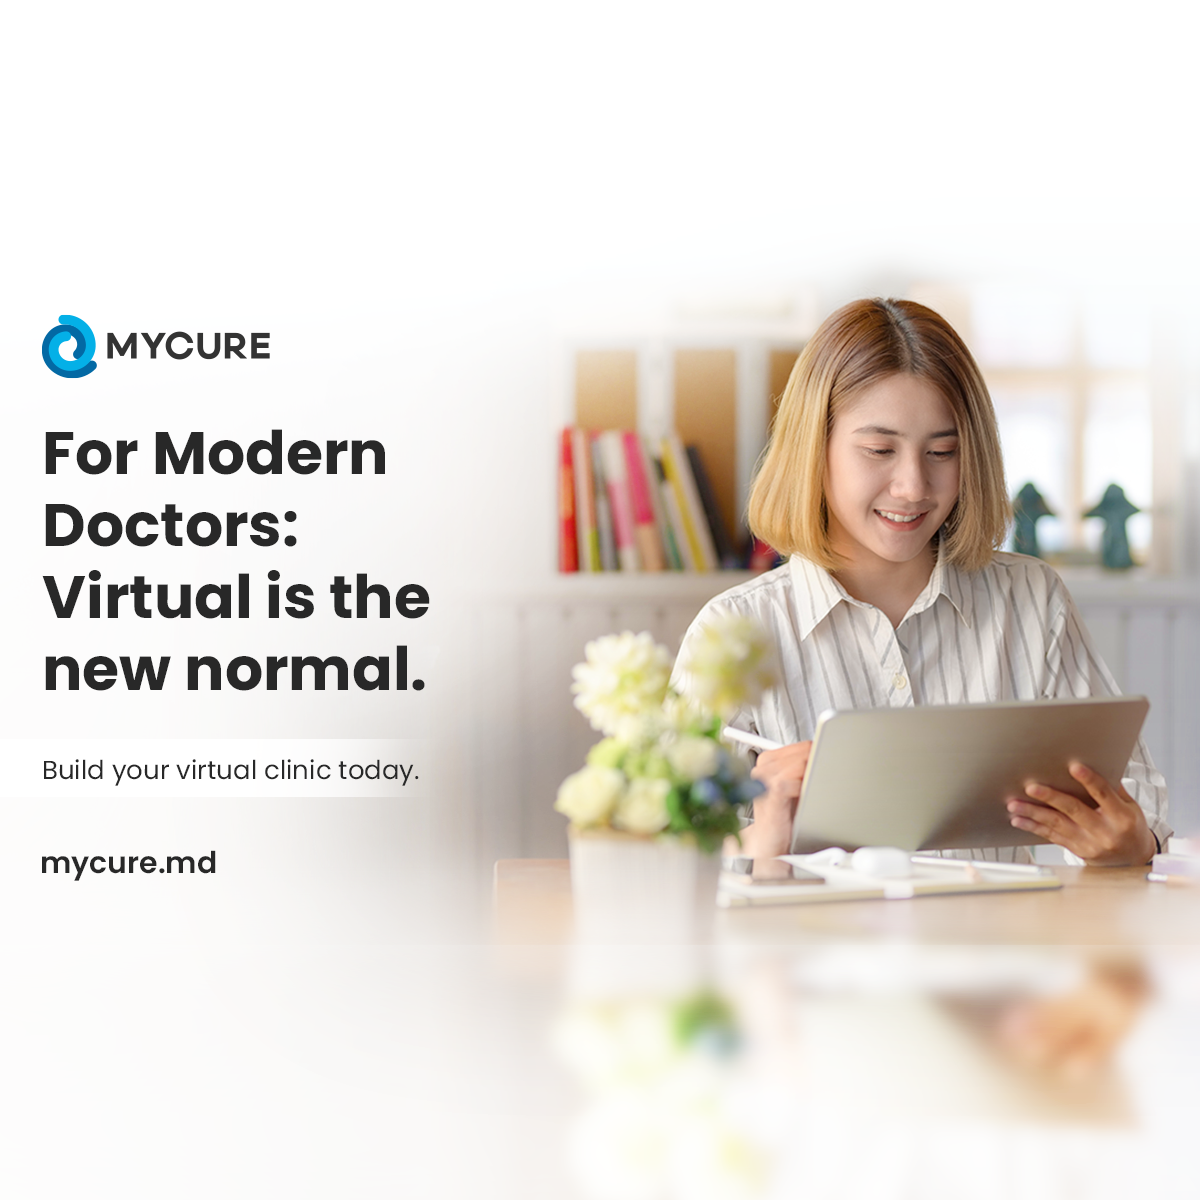 MYCURE
For Modern
Doctors:
Virtual is the
new normal.
Build your virtual clinic today.
mycure.md